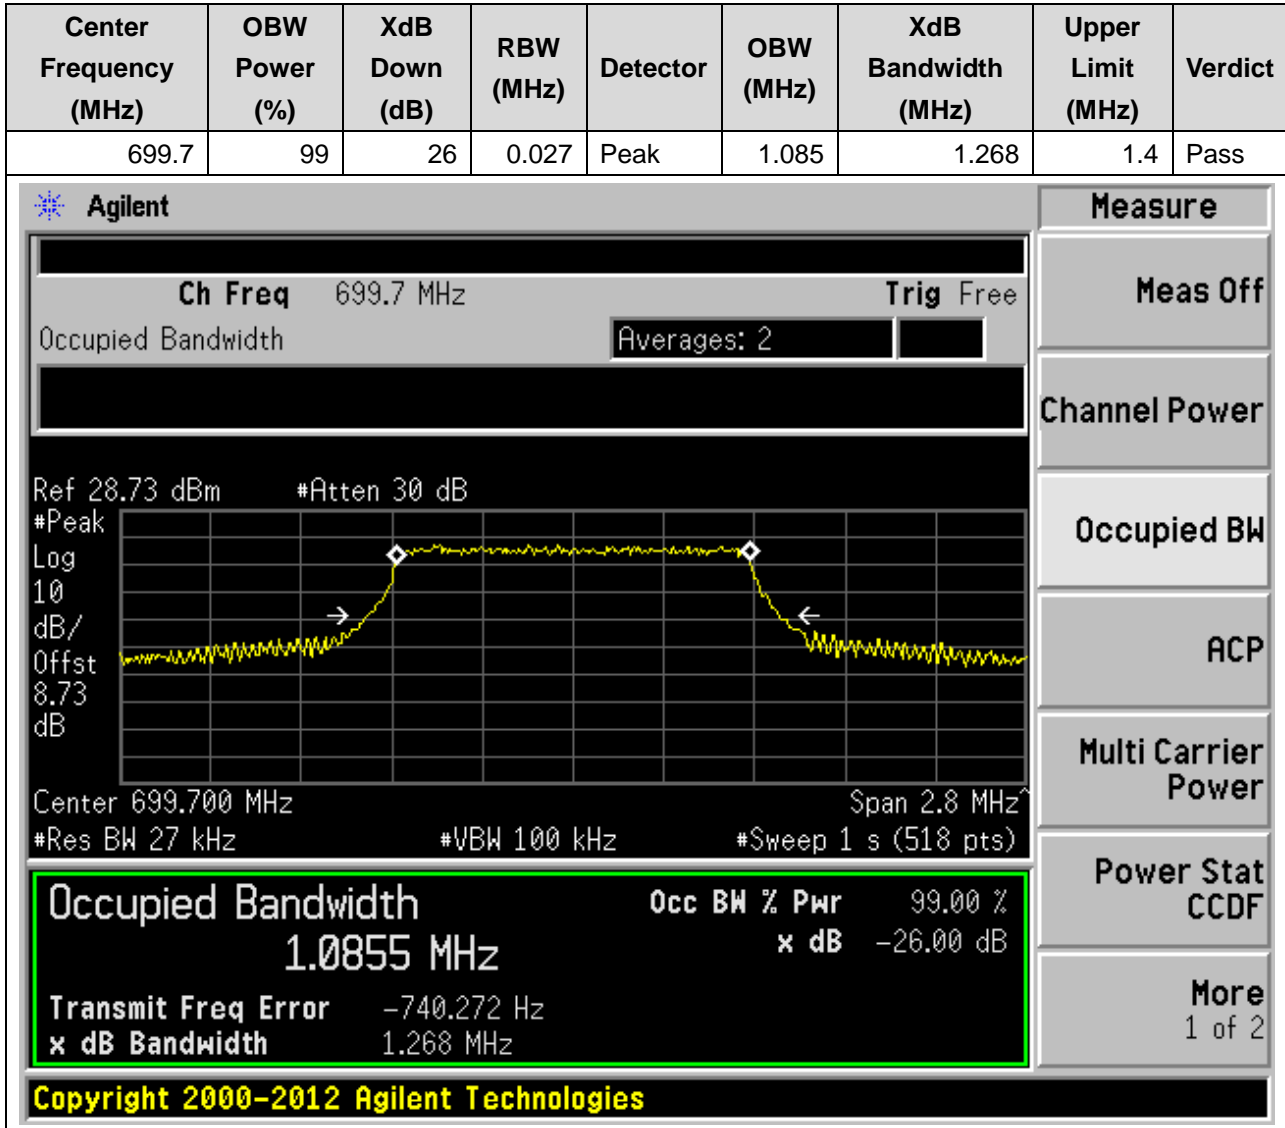 Center Frequency (MHz) OBW Power (%) XdB Down (dB) RBW (MHz) Detector OBW (MHz) XdB Bandwidth (MHz) Upper Limit (MHz) Verdict
699.7 99 26 0.027 Peak 1.085 1.268 1.4 Pass
Agilent
Measure
Ch Freq 699.7 MHz Trig Free
Occupied Bandwidth Averages: 2
Meas Off
Channel Power
Occupied BW
ACP
Multi Carrier
Power
Power Stat
CCDF
More
1 of 2
Ref 28.73 dBm #Atten 30 dB
#Peak
Log
10
dB/
Offst
8.73
dB
Center 699.700 MHz Span 2.8 MHz^
#Res BW 27 kHz #VBW 100 kHz #Sweep 1 s (518 pts)
Occupied Bandwidth Occ BW % Pwr 99.00 %
1.0855 MHz x dB -26.00 dB
Transmit Freq Error -740.272 Hz
x dB Bandwidth 1.268 MHz
Copyright 2000-2012 Agilent Technologies